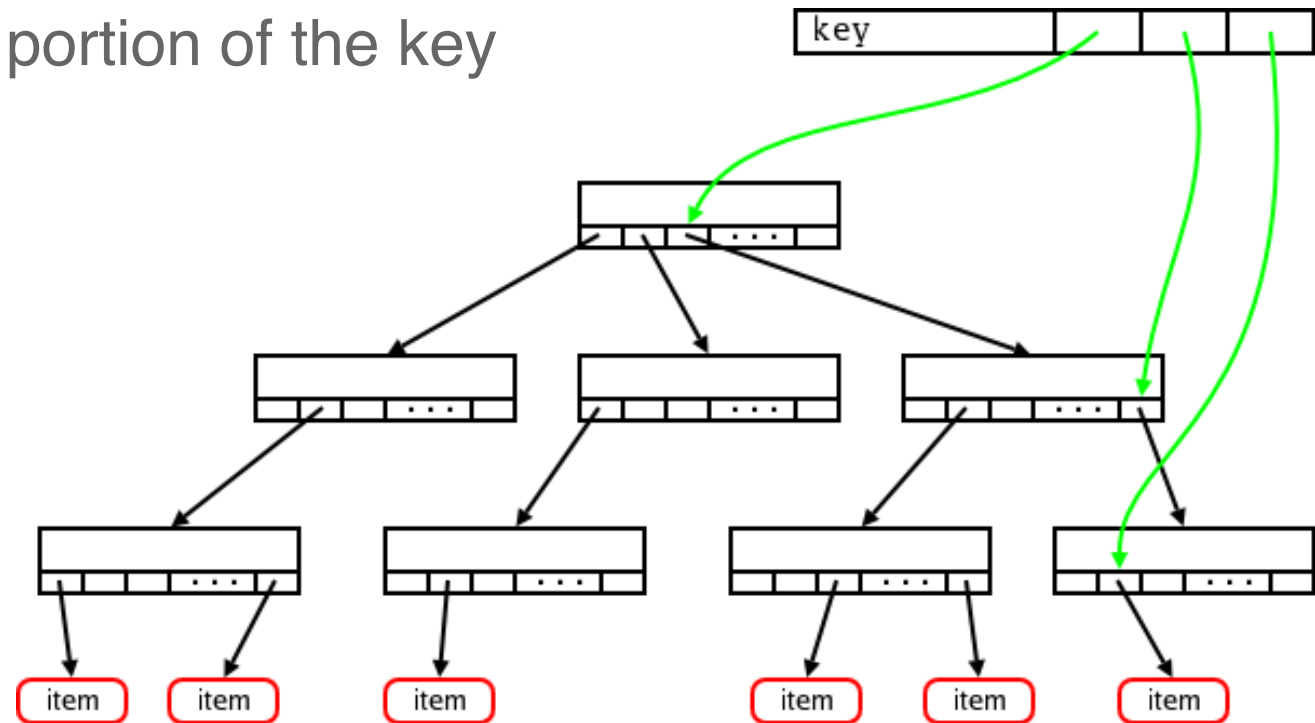 portion of the key
key
...
... ... ...
... ... ... ...
item item item item item item